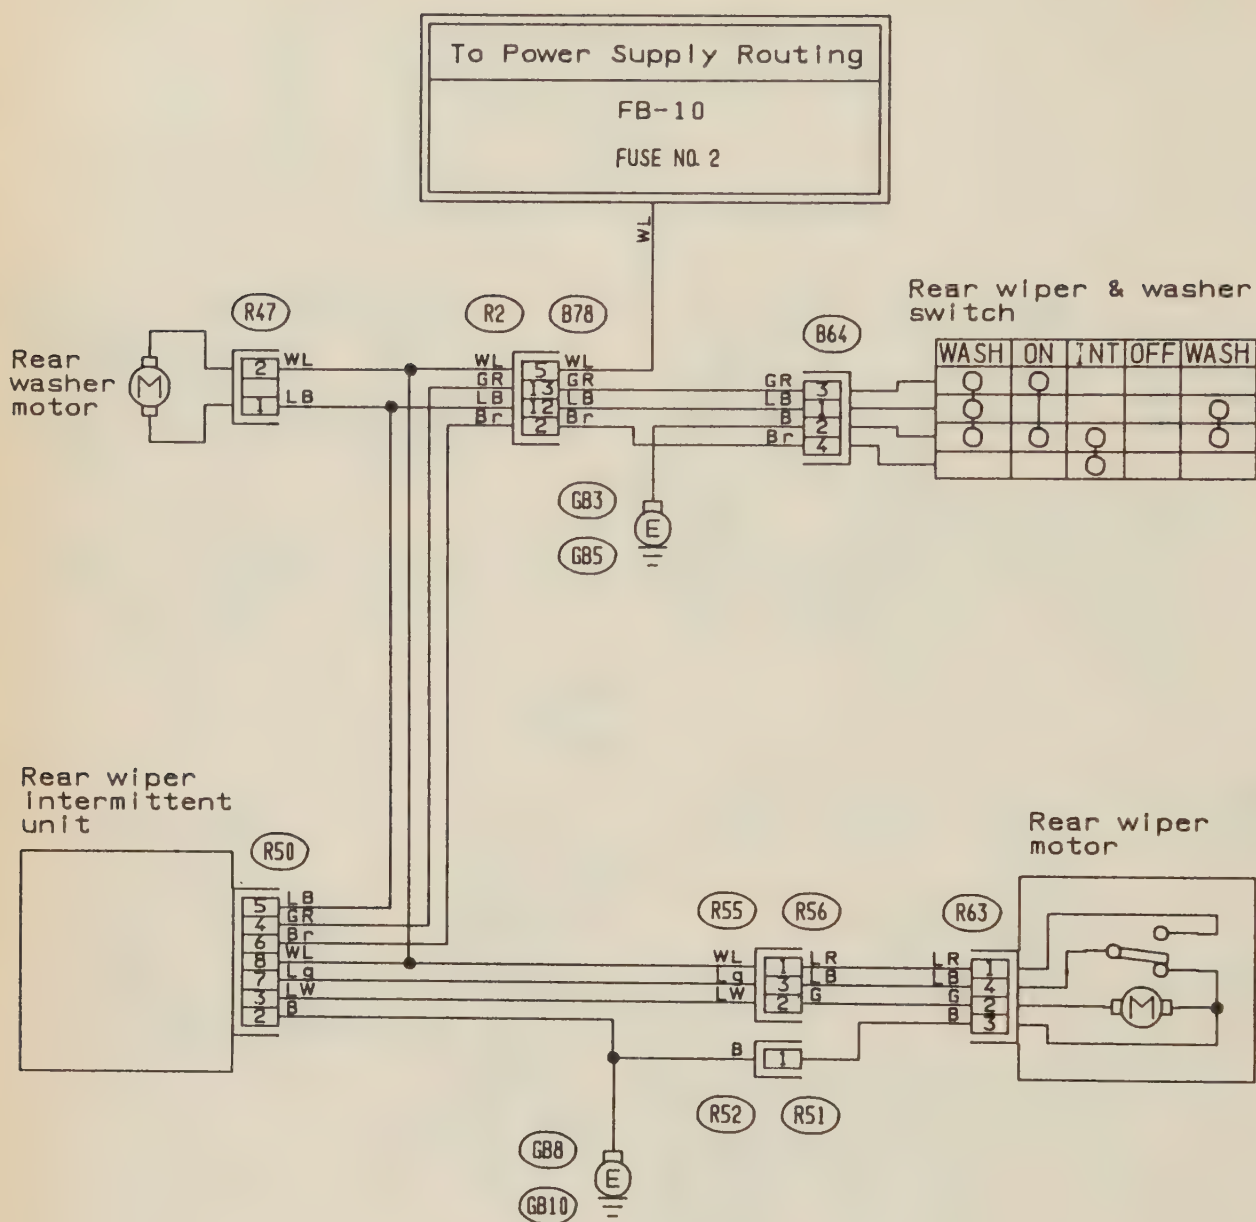 To Power Supply Routing
FB-10
FUSE NO. 2
WL
Rear wiper & washer
switch
WASH ON INT OFF WASH
R47
R2
B78
B64
Rear
washer
motor
M
2 WL
1 LB
WL 5 WL
GR 13 GR
LB 12 LB
Br 2 Br
GR 3
LB 1
B 2
Br 4
GB3
E
GB5
Rear wiper
intermittent
unit
R50
5 LB
4 GR
6 Br
8 WL
7 Lg
3 LW
2 B
Rear wiper
motor
R55
R56
R63
WL 1 LR
Lg 3 LB
LW 2 G
LR 1
LB 4
G 2
B 3
M
B 1
R52
R51
GB8
E
GB10